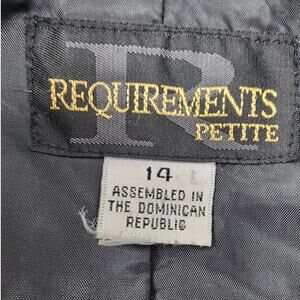 REQUIREMENTS
PETITE
14
ASSEMBLED IN
THE DOMINICAN
REPUBLIC